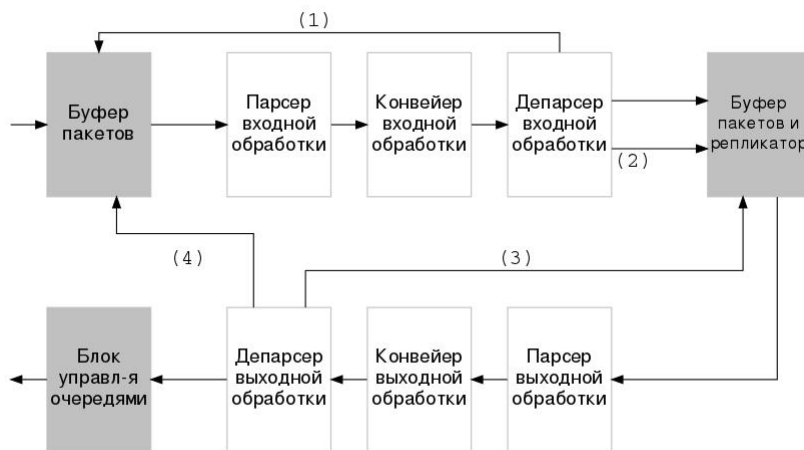 (1)
Буфер
пакетов
Парсер
входной
обработки
Конвейер
входной
обработки
Депарсер
входной
обработки
(2)
Буфер
пакетов и
репликатор
(4)
(3)
Блок
управл-я
очередями
Депарсер
выходной
обработки
Конвейер
выходной
обработки
Парсер
выходной
обработки